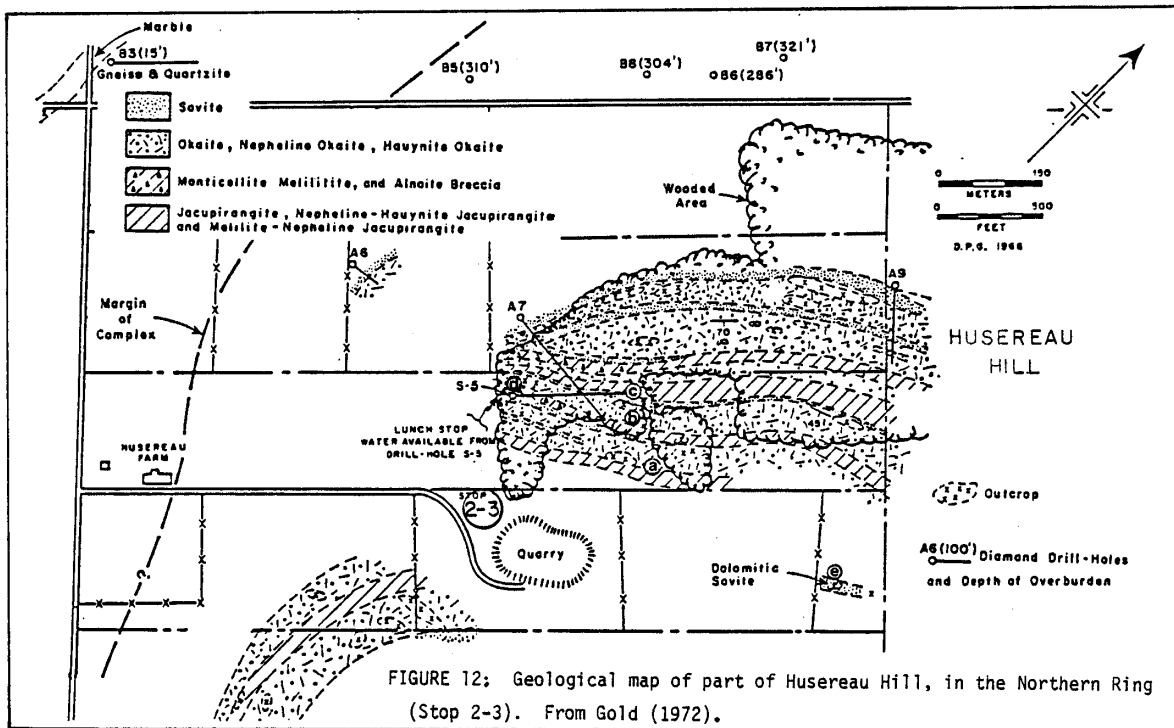 Marble
B3(15')
Gneiss & Quartzite
B5(310')
B8(304')
B7(321')
B6(286')
Sovite
Okaite, Nepheline Okaite, Hauynite Okaite
Monticellite Melilitite, and Alnoite Breccia
Jacupirangite, Nepheline-Hauynite Jacupirangite
and Melilite-Nepheline Jacupirangite
Wooded
Area
0 150
METERS
0 500
FEET
D.P.G. 1966
A6
A9
A7
Margin
of
Complex
HUSEREAU
HILL
70
S-5
d
c
b
a
45
LUNCH STOP
WATER AVAILABLE FROM
DRILL-HOLE S-5
HUSEREAU
FARM
STOP
2-3
Quarry
Outcrop
Dolomitic
Sovite
e
A6(100') Diamond Drill-Holes
and Depth of Overburden
?
FIGURE 12: Geological map of part of Husereau Hill, in the Northern Ring
(Stop 2-3). From Gold (1972).